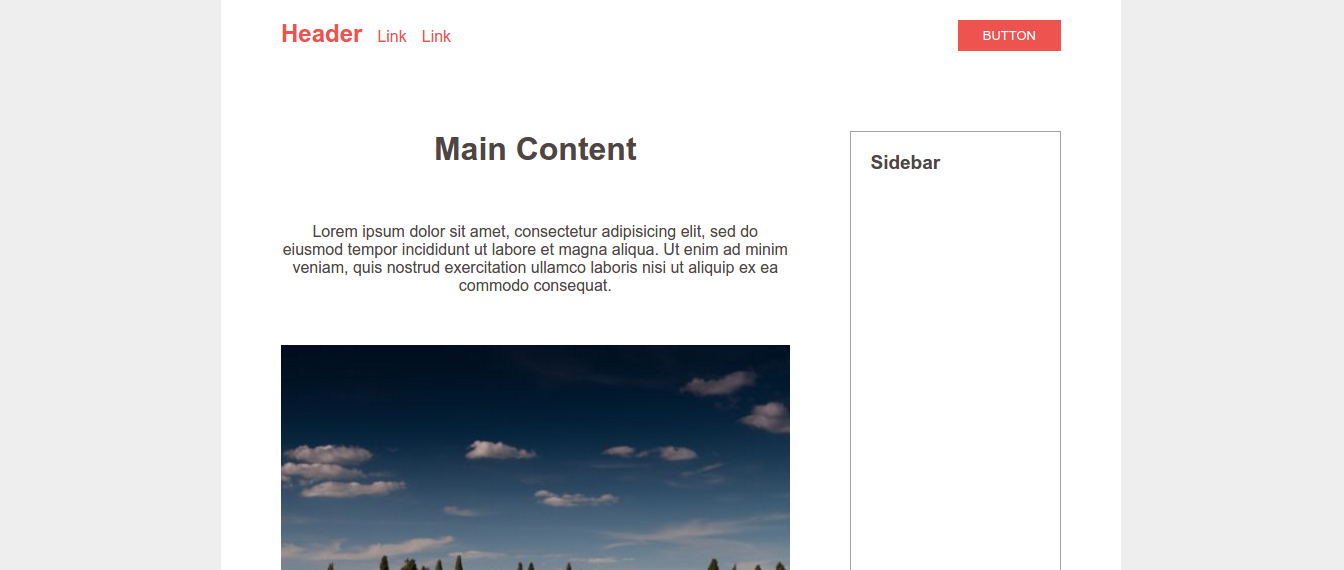 Header Link Link BUTTON
Main Content
Sidebar
Lorem ipsum dolor sit amet, consectetur adipisicing elit, sed do
eiusmod tempor incididunt ut labore et magna aliqua. Ut enim ad minim
veniam, quis nostrud exercitation ullamco laboris nisi ut aliquip ex ea
commodo consequat.